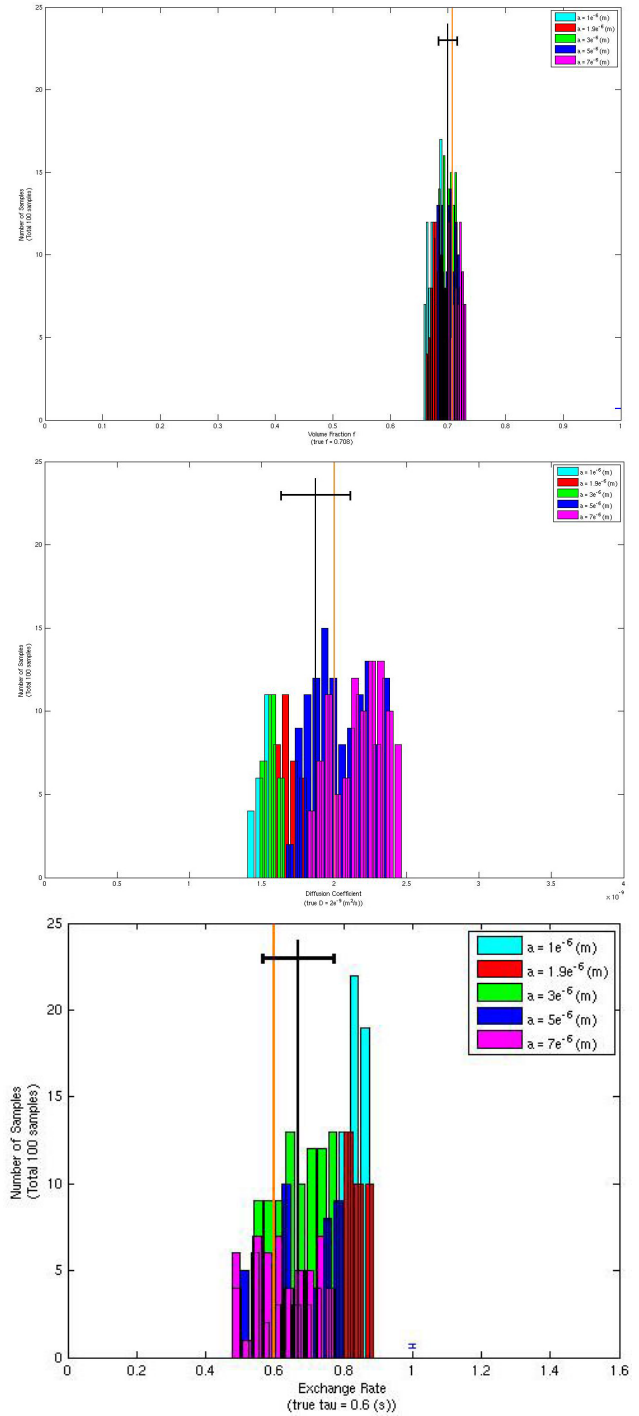 25
20
15
10
5
0
Number of Samples
(Total 100 samples)
a = 1e⁻⁶ (m)
a = 1.9e⁻⁶ (m)
a = 3e⁻⁶ (m)
a = 5e⁻⁶ (m)
a = 7e⁻⁶ (m)
0 0.1 0.2 0.3 0.4 0.5 0.6 0.7 0.8 0.9 1
Volume Fraction f
(true f = 0.708)
25
20
15
10
5
0
Number of Samples
(Total 100 samples)
a = 1e⁻⁶ (m)
a = 1.9e⁻⁶ (m)
a = 3e⁻⁶ (m)
a = 5e⁻⁶ (m)
a = 7e⁻⁶ (m)
0 0.5 1 1.5 2 2.5 3 3.5 4
× 10⁻⁹
Diffusion Coefficient
(true D = 2e⁻⁹ (m²/s))
25
20
15
10
5
0
Number of Samples
(Total 100 samples)
a = 1e⁻⁶ (m)
a = 1.9e⁻⁶ (m)
a = 3e⁻⁶ (m)
a = 5e⁻⁶ (m)
a = 7e⁻⁶ (m)
0 0.2 0.4 0.6 0.8 1 1.2 1.4 1.6
Exchange Rate
(true tau = 0.6 (s))